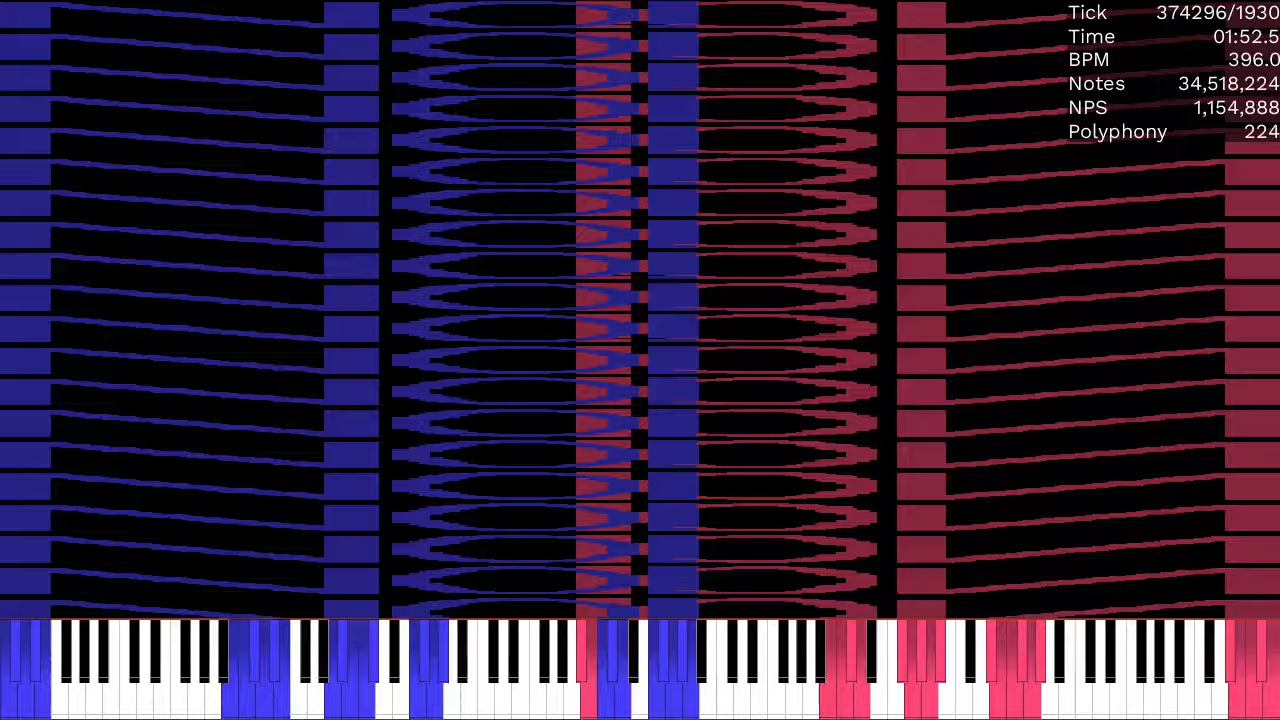 Tick 374296/1930
Time 01:52.5
BPM 396.0
Notes 34,518,224
NPS 1,154,888
Polyphony 224